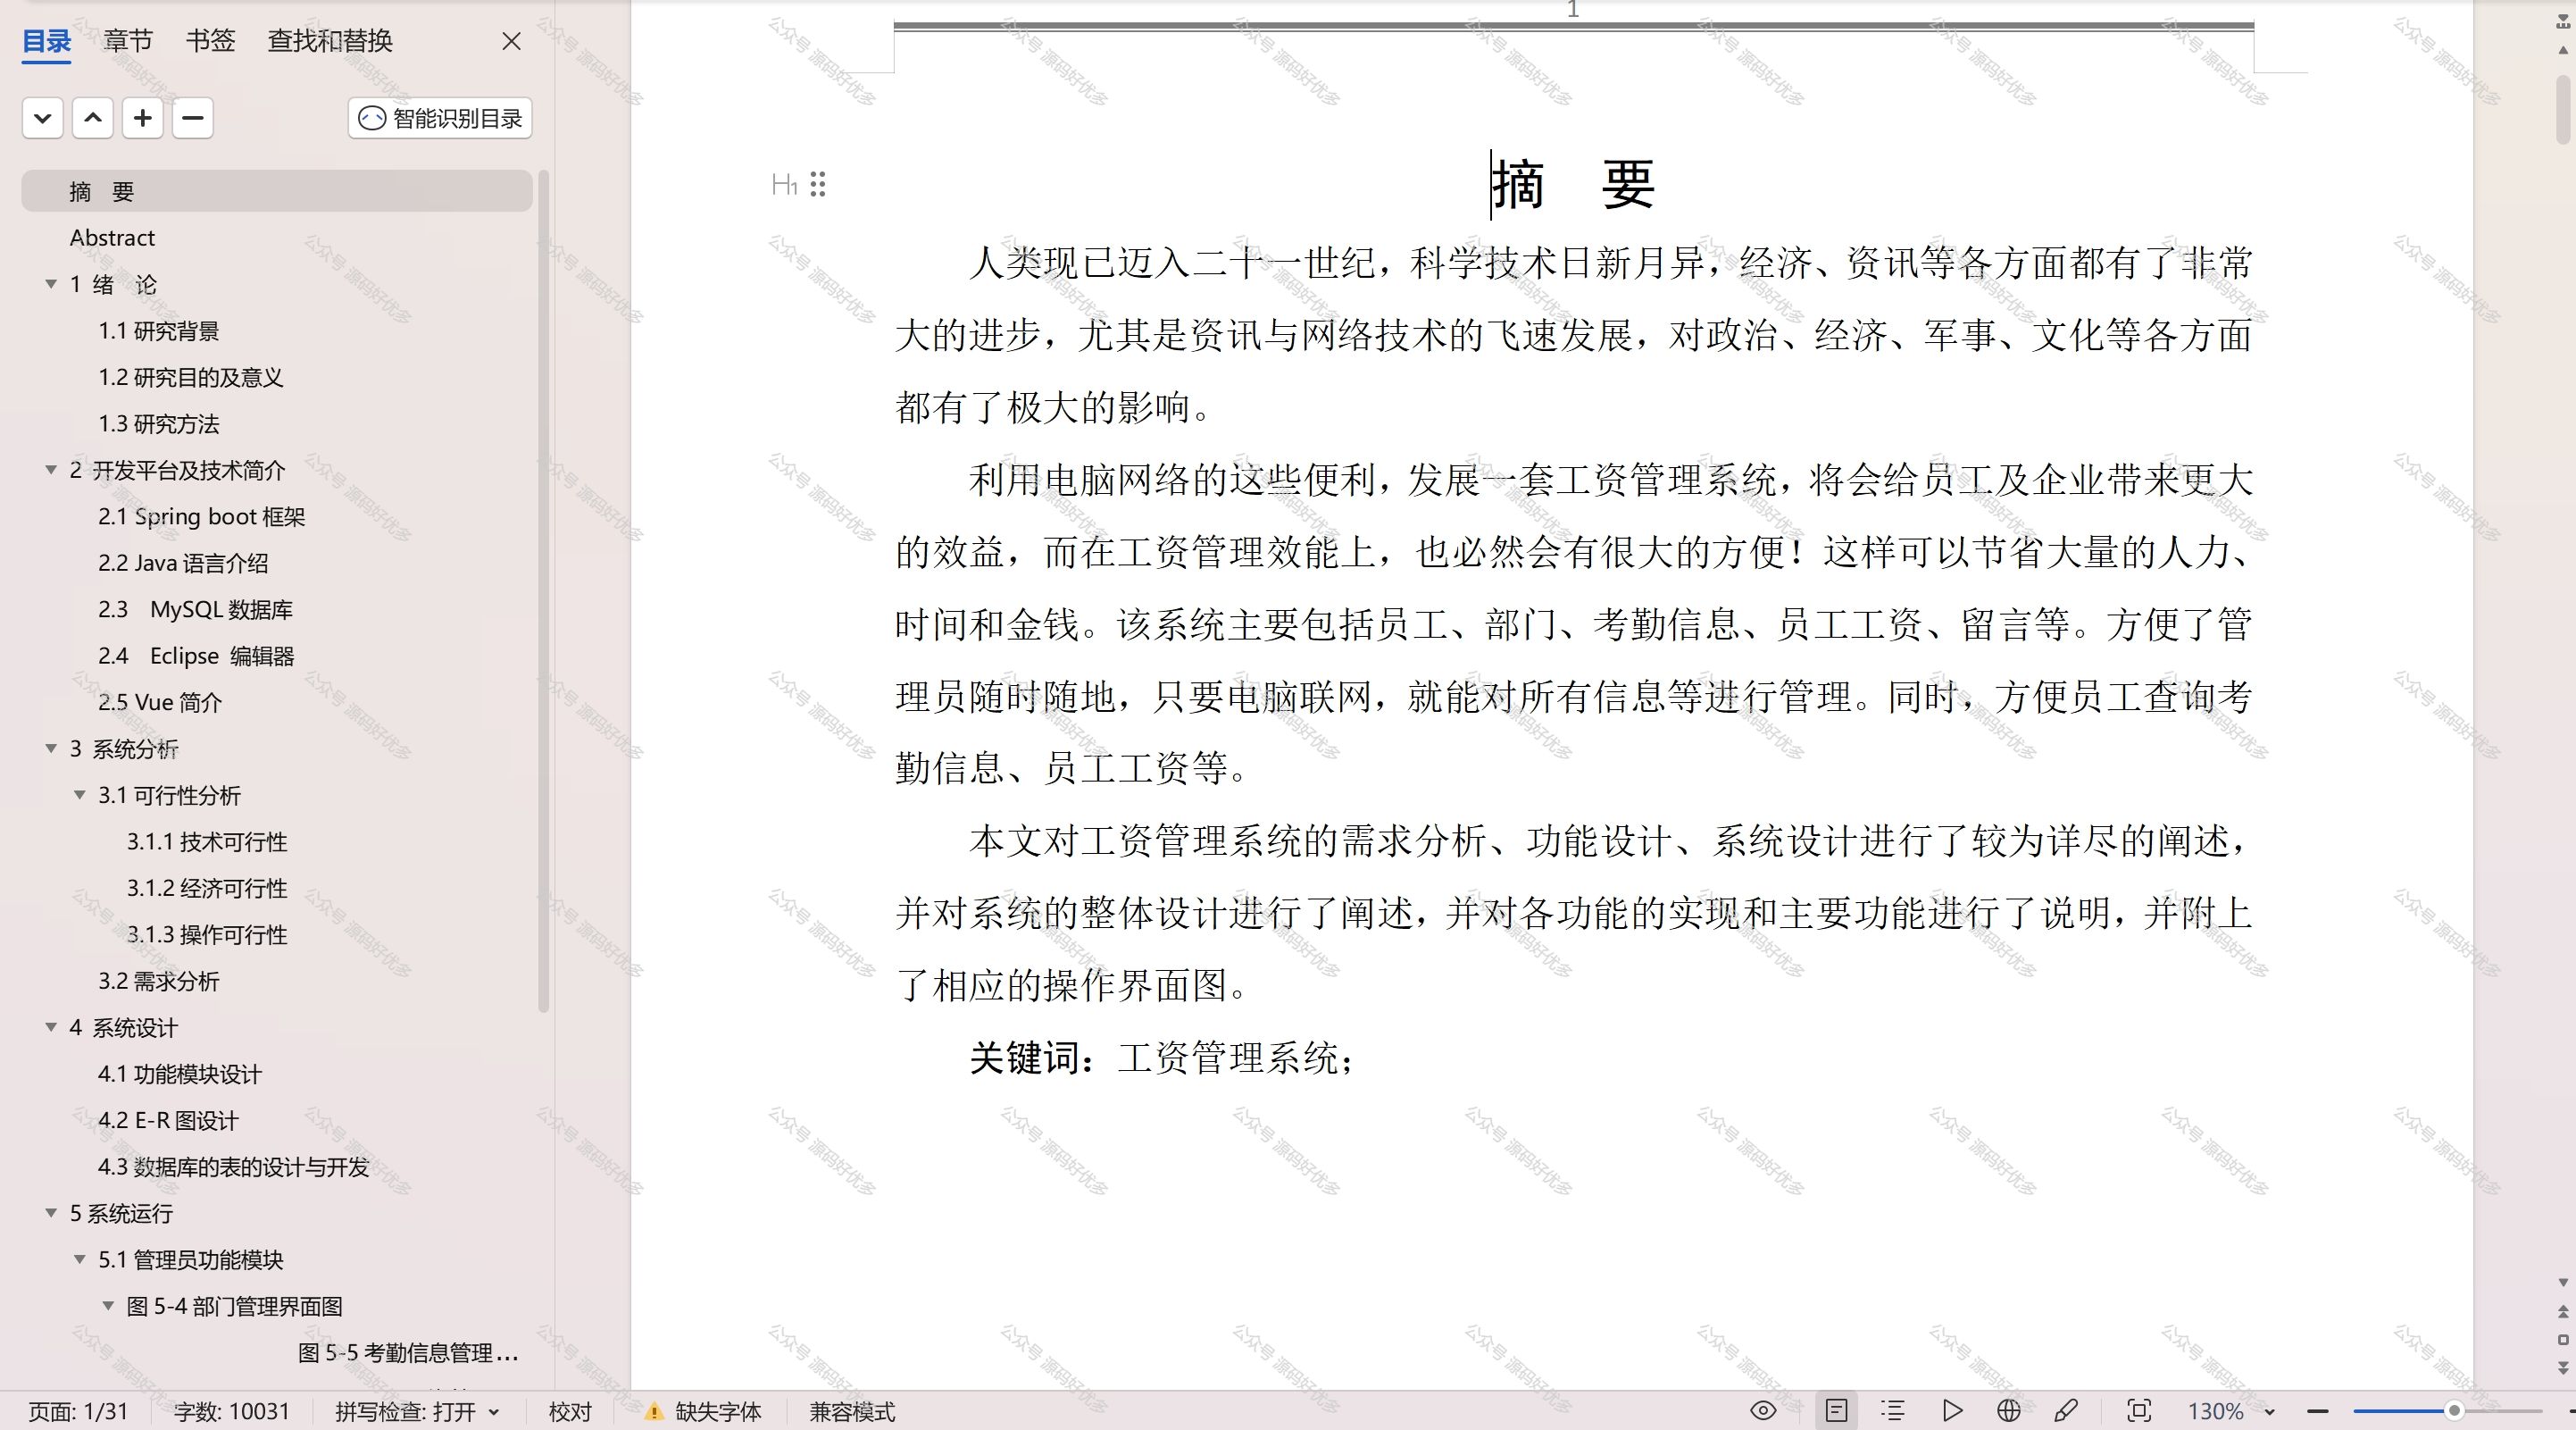 目录 章节 书签 查找和替换
智能识别目录
摘 要
Abstract
1 绪 论
1.1 研究背景
1.2 研究目的及意义
1.3 研究方法
2 开发平台及技术简介
2.1 Spring boot 框架
2.2 Java 语言介绍
2.3 MySQL 数据库
2.4 Eclipse 编辑器
2.5 Vue 简介
3 系统分析
3.1 可行性分析
3.1.1 技术可行性
3.1.2 经济可行性
3.1.3 操作可行性
3.2 需求分析
4 系统设计
4.1 功能模块设计
4.2 E-R 图设计
4.3 数据库的表的设计与开发
5 系统运行
5.1 管理员功能模块
图 5-4 部门管理界面图
图 5-5 考勤信息管理...
1
H1
摘 要
人类现已迈入二十一世纪，科学技术日新月异，经济、资讯等各方面都有了非常
大的进步，尤其是资讯与网络技术的飞速发展，对政治、经济、军事、文化等各方面
都有了极大的影响。
利用电脑网络的这些便利，发展一套工资管理系统，将会给员工及企业带来更大
的效益，而在工资管理效能上，也必然会有很大的方便！这样可以节省大量的人力、
时间和金钱。该系统主要包括员工、部门、考勤信息、员工工资、留言等。方便了管
理员随时随地，只要电脑联网，就能对所有信息等进行管理。同时，方便员工查询考
勤信息、员工工资等。
本文对工资管理系统的需求分析、功能设计、系统设计进行了较为详尽的阐述，
并对系统的整体设计进行了阐述，并对各功能的实现和主要功能进行了说明，并附上
了相应的操作界面图。
关键词：工资管理系统；
页面: 1/31 字数: 10031 拼写检查: 打开 校对 缺失字体 兼容模式 130%
公众号 源码好优多